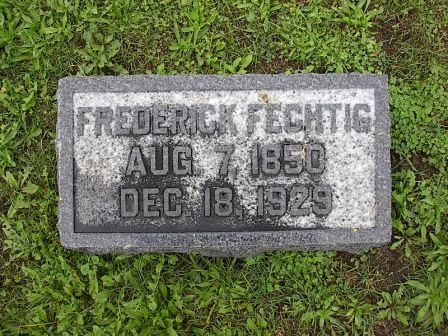 FREDERICK FECHTIG
AUG 7, 1850
DEC. 18, 1929